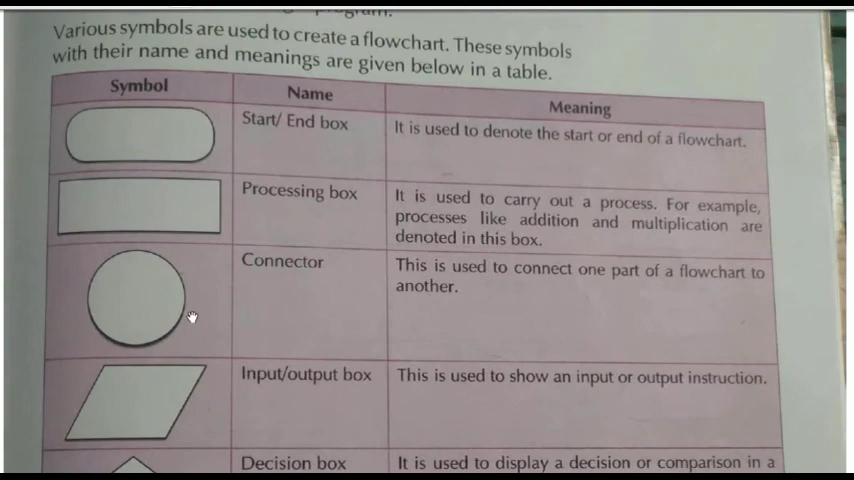 program.
Various symbols are used to create a flowchart. These symbols
with their name and meanings are given below in a table.
Symbol Name Meaning
Start/ End box It is used to denote the start or end of a flowchart.
Processing box It is used to carry out a process. For example,
processes like addition and multiplication are
denoted in this box.
Connector This is used to connect one part of a flowchart to
another.
Input/output box This is used to show an input or output instruction.
Decision box It is used to display a decision or comparison in a